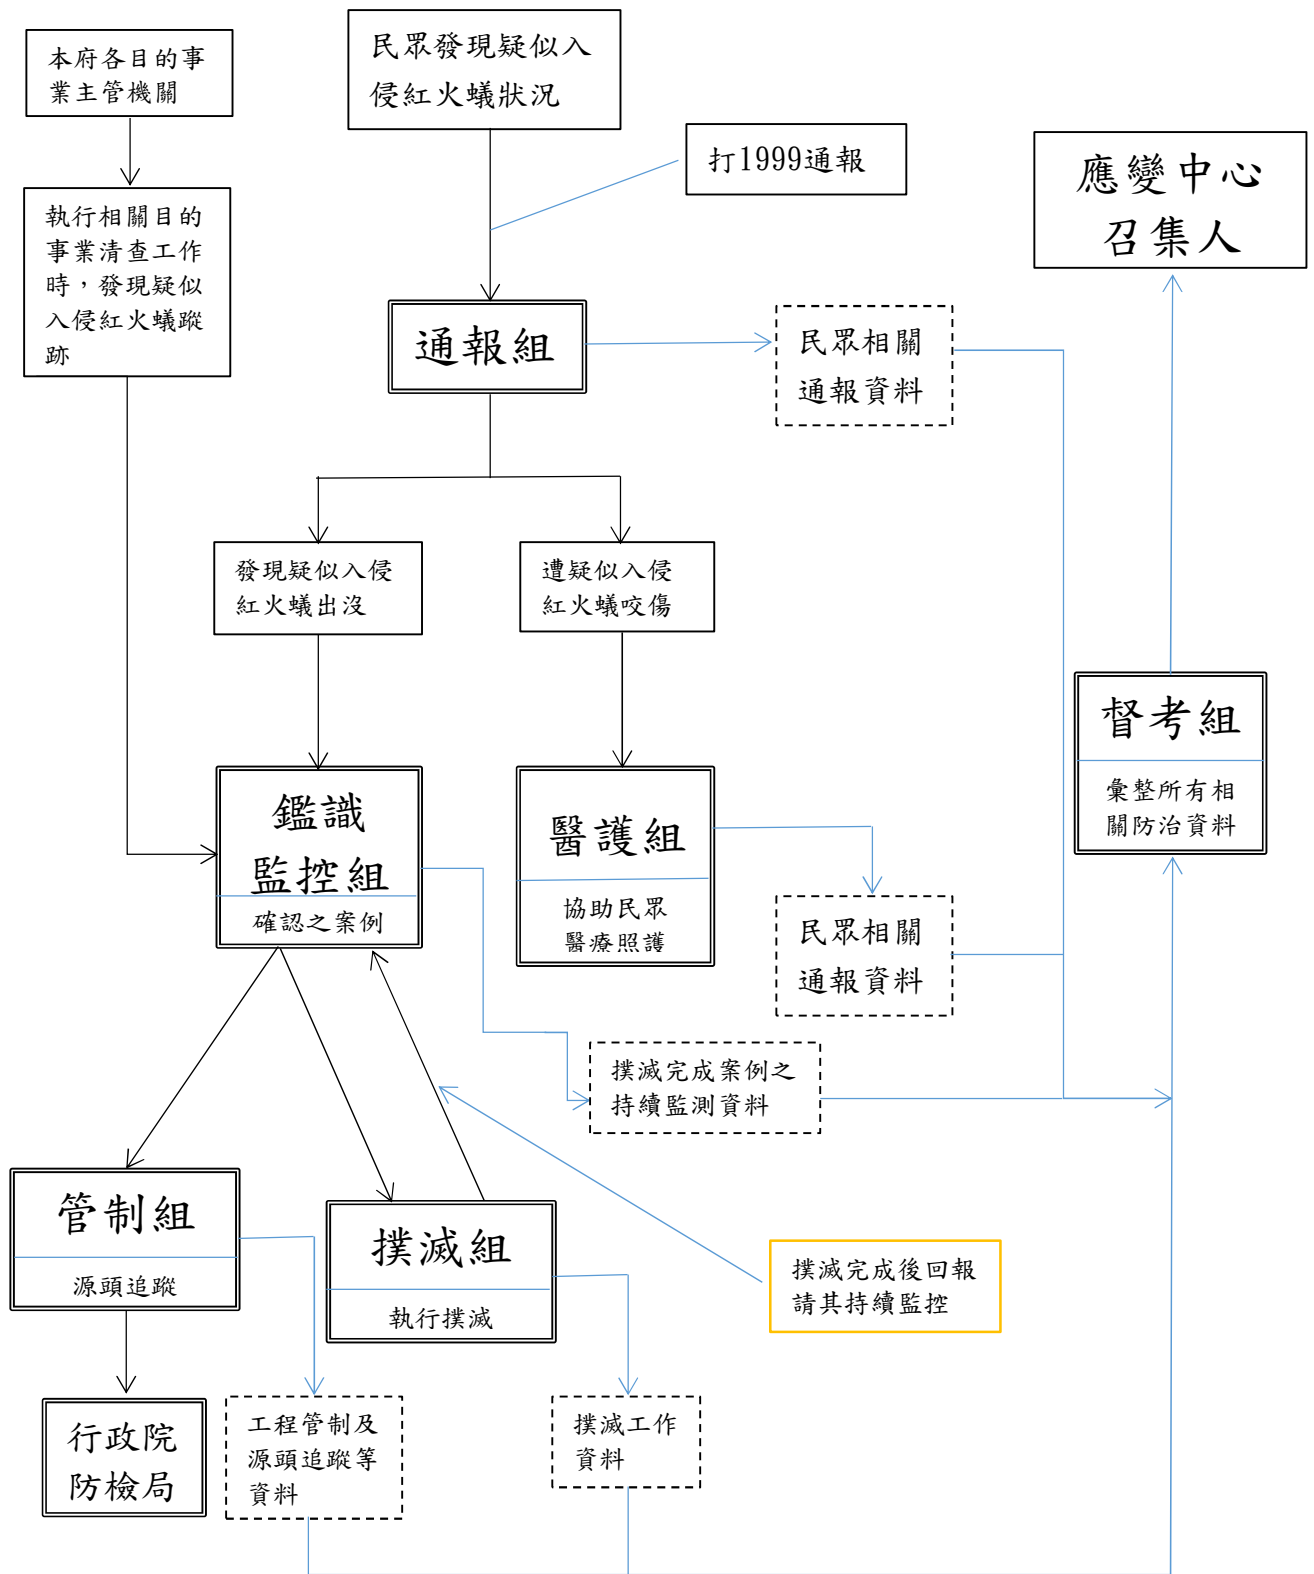 本府各目的事
業主管機關
民眾發現疑似入
侵紅火蟻狀況
打1999通報
應變中心
召集人
執行相關目的
事業清查工作
時，發現疑似
入侵紅火蟻蹤
跡
通報組
民眾相關
通報資料
發現疑似入侵
紅火蟻出沒
遭疑似入侵
紅火蟻咬傷
督考組
彙整所有相
關防治資料
鑑識
監控組
確認之案例
醫護組
協助民眾
醫療照護
民眾相關
通報資料
撲滅完成案例之
持續監測資料
管制組
源頭追蹤
撲滅組
執行撲滅
撲滅完成後回報
請其持續監控
行政院
防檢局
工程管制及
源頭追蹤等
資料
撲滅工作
資料